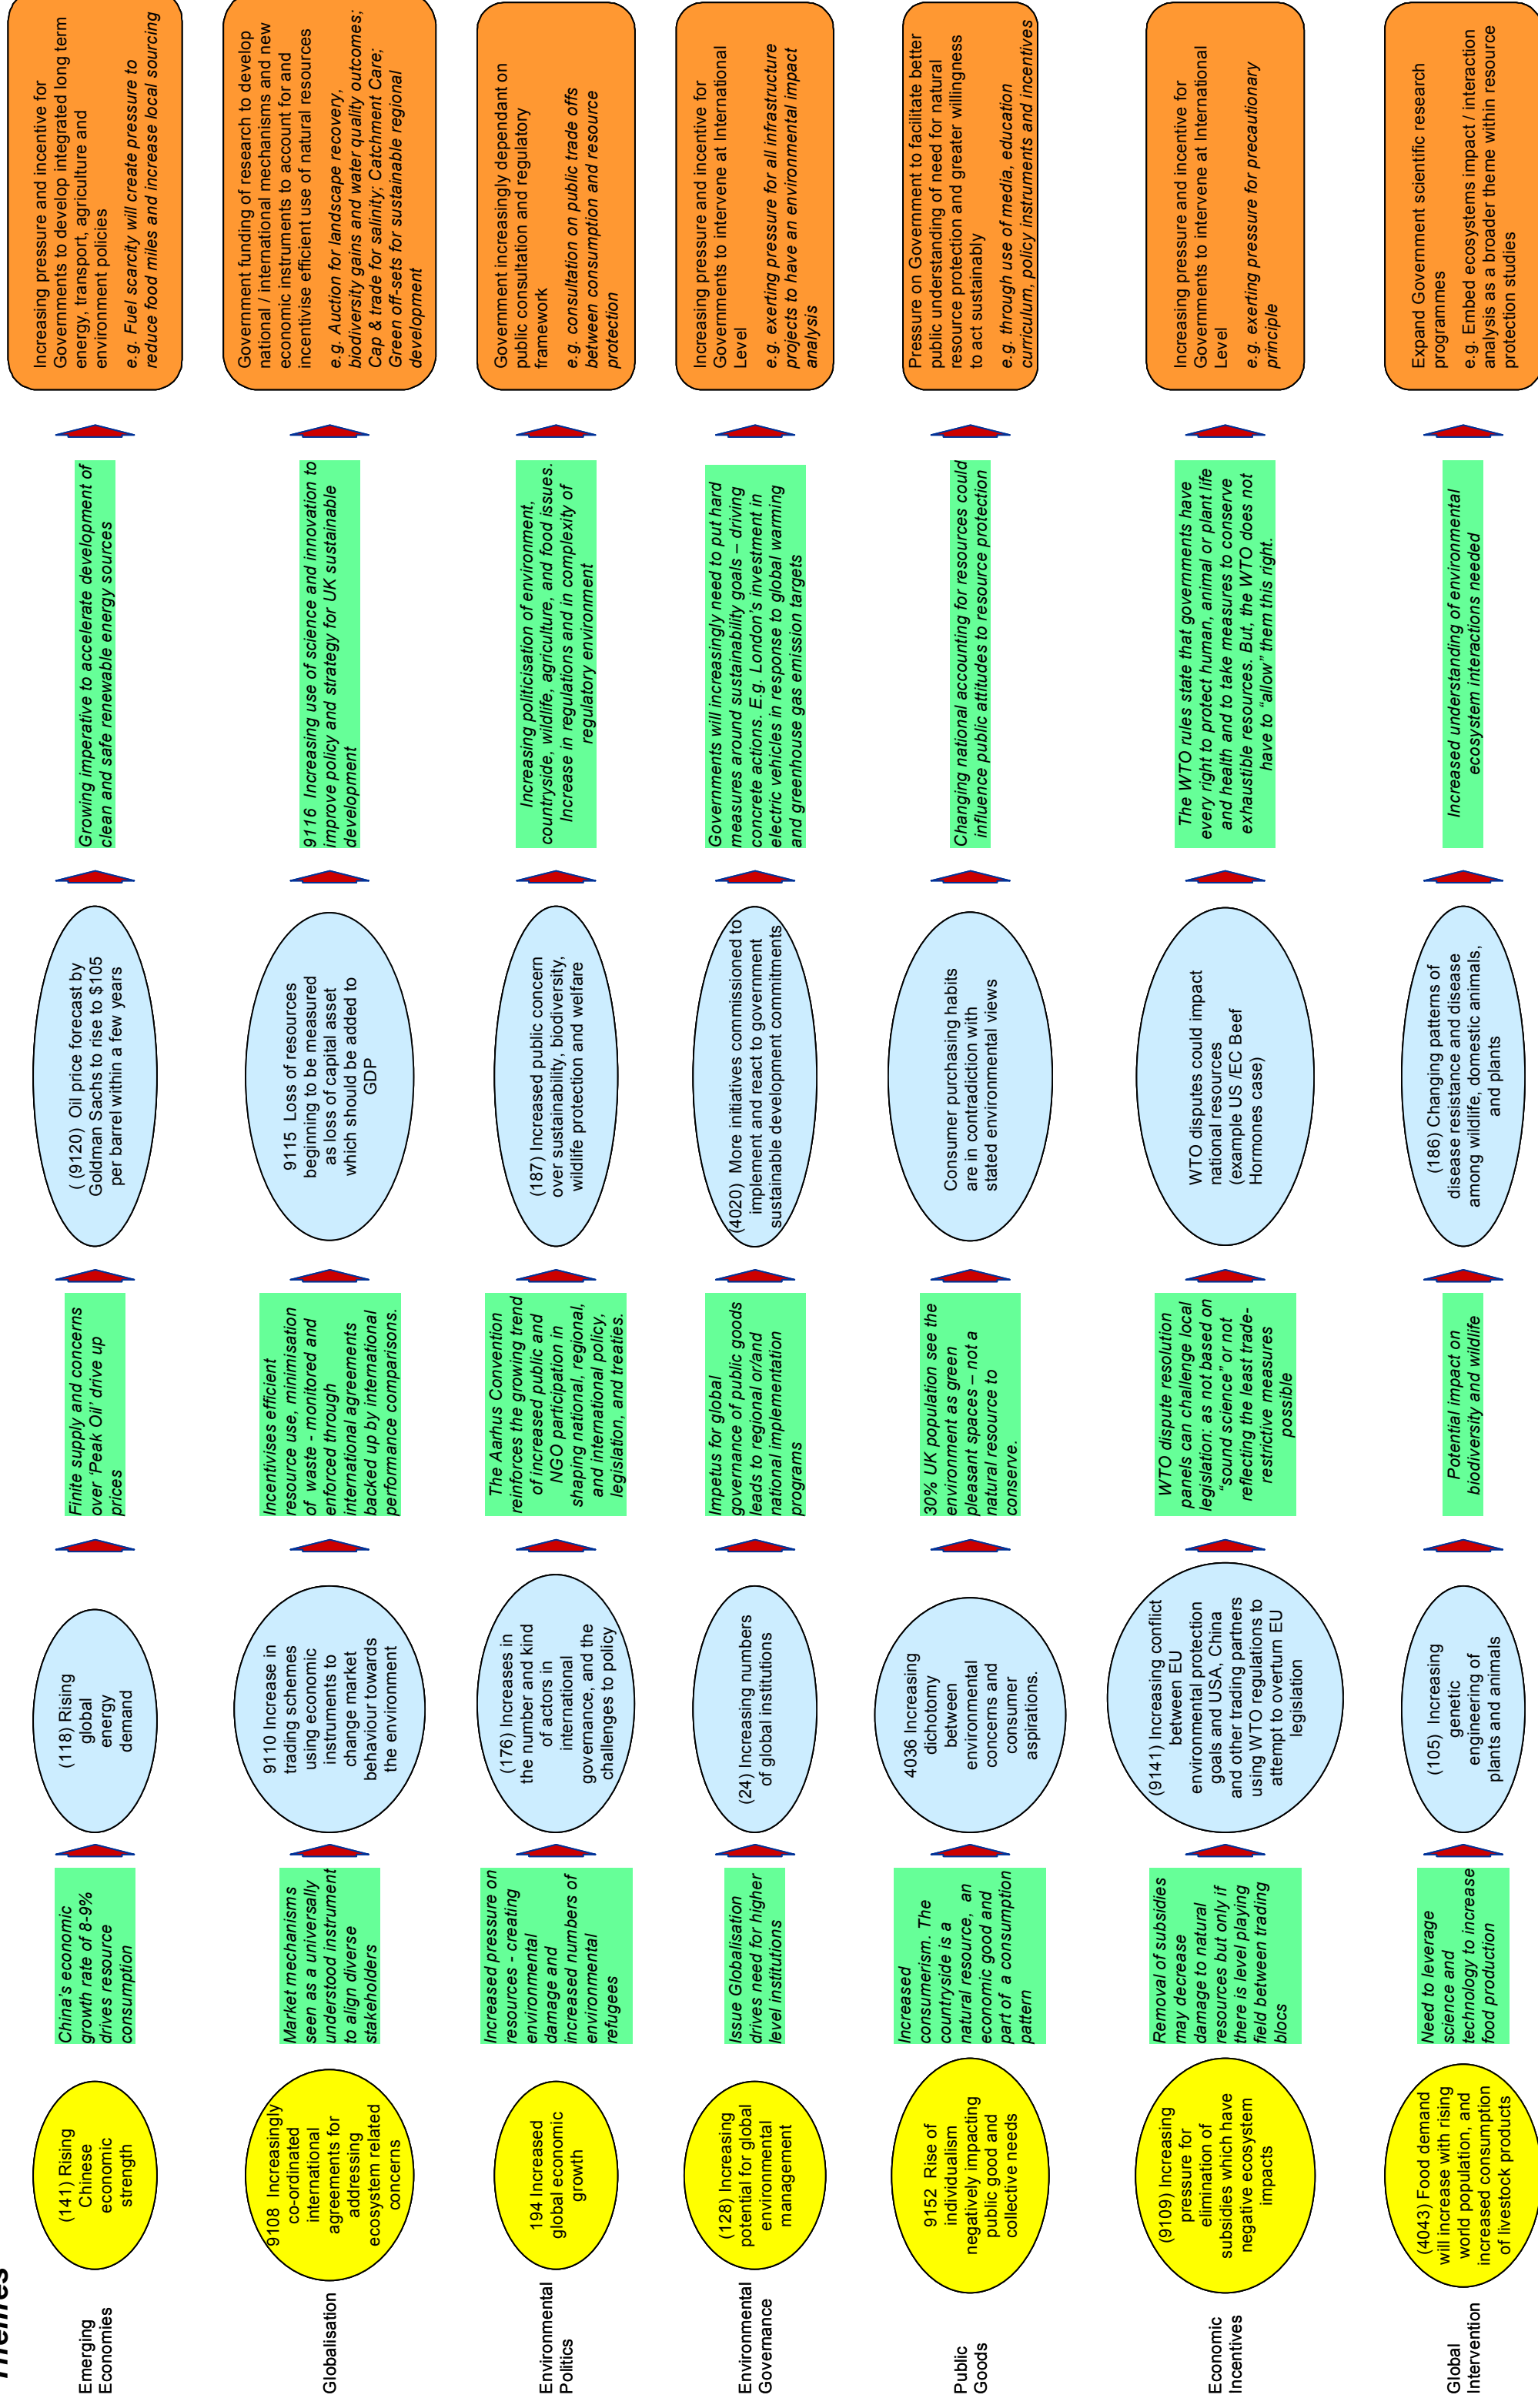 Themes
Emerging
Economies
(141) Rising
Chinese
economic
strength
China's economic
growth rate of 8-9%
drives resource
consumption
(118) Rising
global
energy
demand
Finite supply and concerns
over 'Peak Oil' drive up
prices
( (9120) Oil price forecast by
Goldman Sachs to rise to $105
per barrel within a few years
Growing imperative to accelerate development of
clean and safe renewable energy sources
Increasing pressure and incentive for
Governments to develop integrated long term
energy, transport, agriculture and
environment policies
e.g. Fuel scarcity will create pressure to
reduce food miles and increase local sourcing
Globalisation
9108 Increasingly
co-ordinated
international
agreements for
addressing
ecosystem related
concerns
Market mechanisms
seen as a universally
understood instrument
to align diverse
stakeholders
9110 Increase in
trading schemes
using economic
instruments to
change market
behaviour towards
the environment
Incentivises efficient
resource use, minimisation
of waste - monitored and
enforced through
international agreements
backed up by international
performance comparisons.
9115 Loss of resources
beginning to be measured
as loss of capital asset
which should be added to
GDP
9116 Increasing use of science and innovation to
improve policy and strategy for UK sustainable
development
Government funding of research to develop
national / international mechanisms and new
economic instruments to account for and
incentivise efficient use of natural resources
e.g. Auction for landscape recovery,
biodiversity gains and water quality outcomes;
Cap & trade for salinity; Catchment Care;
Green off-sets for sustainable regional
development
Environmental
Politics
194 Increased
global economic
growth
Increased pressure on
resources - creating
environmental
damage and
increased numbers of
environmental
refugees
(176) Increases in
the number and kind
of actors in
international
governance, and the
challenges to policy
The Aarhus Convention
reinforces the growing trend
of increased public and
NGO participation in
shaping national, regional,
and international policy,
legislation, and treaties.
(187) Increased public concern
over sustainability, biodiversity,
wildlife protection and welfare
Increasing politicisation of environment,
countryside, wildlife, agriculture, and food issues.
Increase in regulations and in complexity of
regulatory environment
Government increasingly dependant on
public consultation and regulatory
framework
e.g. consultation on public trade offs
between consumption and resource
protection
Environmental
Governance
(128) Increasing
potential for global
environmental
management
Issue Globalisation
drives need for higher
level institutions
(24) Increasing numbers
of global institutions
Impetus for global
governance of public goods
leads to regional or/and
national implementation
programs
(4020) More initiatives commissioned to
implement and react to government
sustainable development commitments
Governments will increasingly need to put hard
measures around sustainability goals – driving
concrete actions. E.g. London's investment in
electric vehicles in response to global warming
and greenhouse gas emission targets
Increasing pressure and incentive for
Governments to intervene at International
Level
e.g. exerting pressure for all infrastructure
projects to have an environmental impact
analysis
Public
Goods
9152 Rise of
individualism
negatively impacting
public good and
collective needs
Increased
consumerism. The
countryside is a
natural resource, an
economic good and
part of a consumption
pattern
4036 Increasing
dichotomy
between
environmental
concerns and
consumer
aspirations.
30% UK population see the
environment as green
pleasant spaces – not a
natural resource to
conserve.
Consumer purchasing habits
are in contradiction with
stated environmental views
Changing national accounting for resources could
influence public attitudes to resource protection
Pressure on Government to facilitate better
public understanding of need for natural
resource protection and greater willingness
to act sustainably
e.g. through use of media, education
curriculum, policy instruments and incentives
Economic
Incentives
(9109) Increasing
pressure for
elimination of
subsidies which have
negative ecosystem
impacts
Removal of subsidies
may decrease
damage to natural
resources but only if
there is level playing
field between trading
blocs
(9141) Increasing conflict
between EU
environmental protection
goals and USA, China
and other trading partners
using WTO regulations to
attempt to overturn EU
legislation
WTO dispute resolution
panels can challenge local
legislation: as not based on
“sound science” or not
reflecting the least trade-
restrictive measures
possible
WTO disputes could impact
national resources
(example US /EC Beef
Hormones case)
The WTO rules state that governments have
every right to protect human, animal or plant life
and health and to take measures to conserve
exhaustible resources. But, the WTO does not
have to “allow” them this right.
Increasing pressure and incentive for
Governments to intervene at International
Level
e.g. exerting pressure for precautionary
principle
Global
Intervention
(4043) Food demand
will increase with rising
world population, and
increased consumption
of livestock products
Need to leverage
science and
technology to increase
food production
(105) Increasing
genetic
engineering of
plants and animals
Potential impact on
biodiversity and wildlife
(186) Changing patterns of
disease resistance and disease
among wildlife, domestic animals,
and plants
Increased understanding of environmental
ecosystem interactions needed
Expand Government scientific research
programmes
e.g. Embed ecosystems impact / interaction
analysis as a broader theme within resource
protection studies